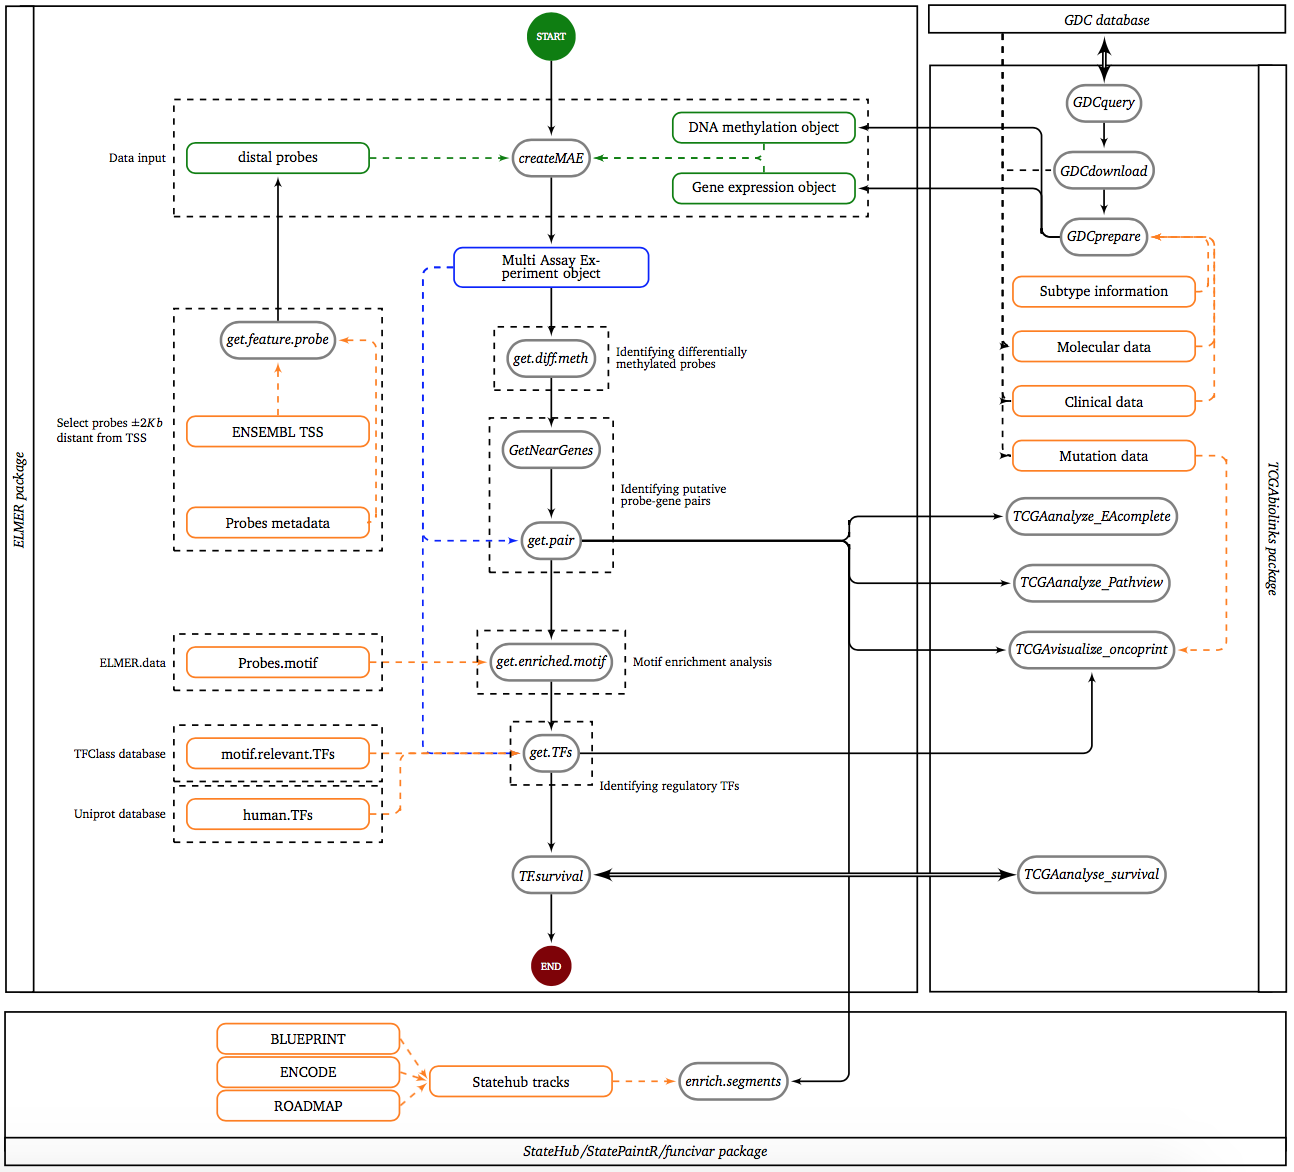 GDC database
START
GDCquery
DNA methylation object
Data input
distal probes
createMAE
GDCdownload
Gene expression object
GDCprepare
Multi Assay Ex-
periment object
Subtype information
get.feature.probe
get.diff.meth
Identifying differentially
methylated probes
Molecular data
Clinical data
Select probes ±2Kb
distant from TSS
ENSEMBL TSS
GetNearGenes
Mutation data
ELMER package
Identifying putative
probe-gene pairs
TCGAbiolinks package
Probes metadata
get.pair
TCGAanalyze_EAcomplete
TCGAanalyze_Pathview
ELMER.data
Probes.motif
get.enriched.motif
Motif enrichment analysis
TCGAvisualize_oncoprint
TFClass database
motif.relevant.TFs
get.TFs
Identifying regulatory TFs
Uniprot database
human.TFs
TF.survival
TCGAanalyse_survival
END
BLUEPRINT
ENCODE
Statehub tracks
enrich.segments
ROADMAP
StateHub/StatePaintR/funcivar package